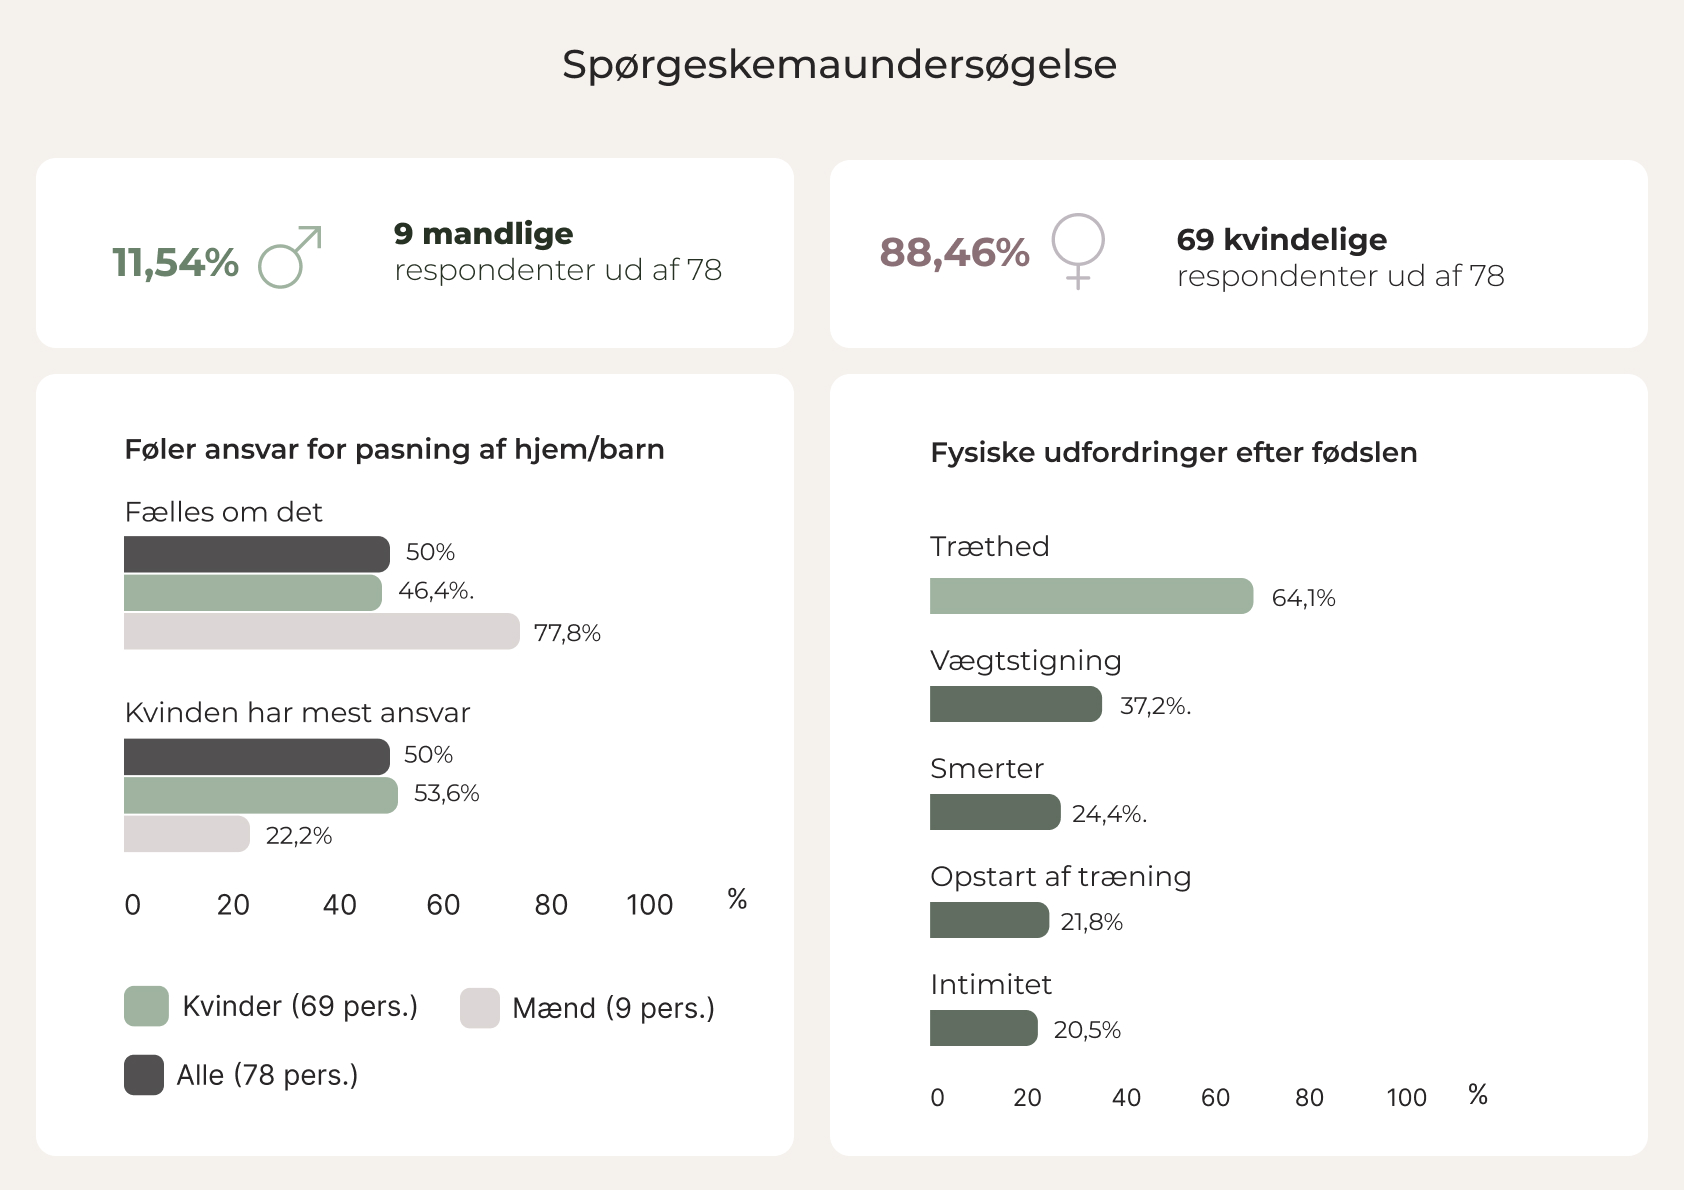 Spørgeskemaundersøgelse
11,54%
9 mandlige
respondenter ud af 78
88,46%
69 kvindelige
respondenter ud af 78
Føler ansvar for pasning af hjem/barn
Fælles om det
50%
46,4%.
77,8%
Kvinden har mest ansvar
50%
53,6%
22,2%
0 20 40 60 80 100 %
Kvinder (69 pers.) Mænd (9 pers.)
Alle (78 pers.)
Fysiske udfordringer efter fødslen
Træthed
64,1%
Vægtstigning
37,2%.
Smerter
24,4%.
Opstart af træning
21,8%
Intimitet
20,5%
0 20 40 60 80 100 %